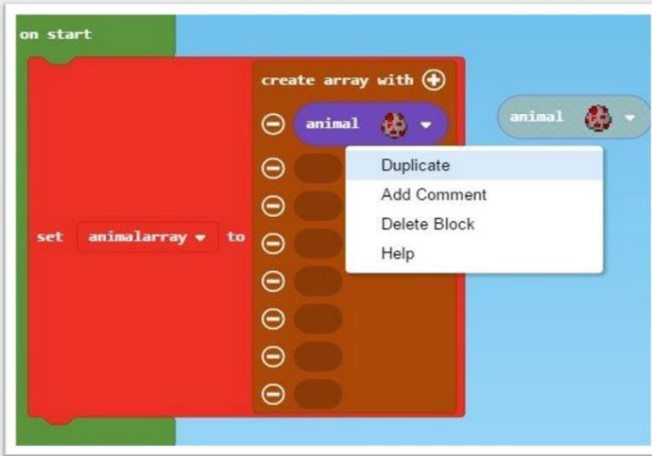 on start
create array with
animal
animal
Duplicate
Add Comment
Delete Block
Help
set animalarray to